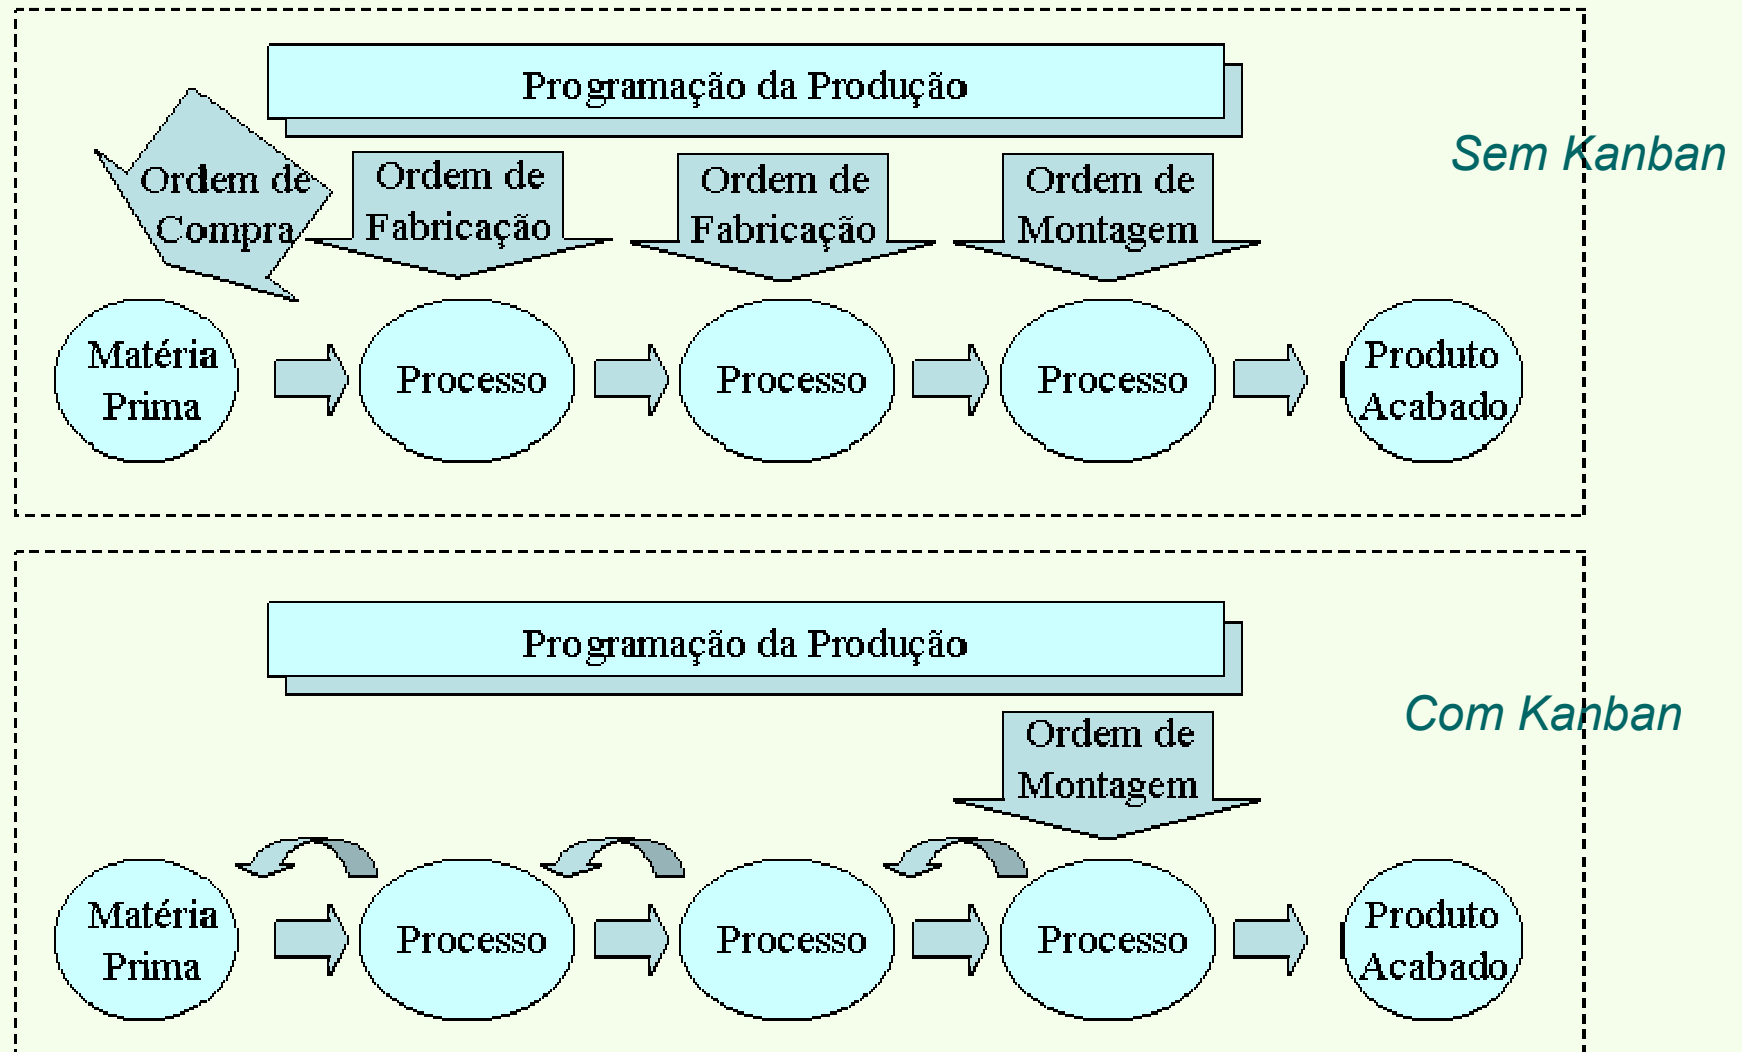 Programação da Produção
Sem Kanban
Ordem de
Compra
Ordem de
Fabricação
Ordem de
Fabricação
Ordem de
Montagem
Matéria
Prima
Processo
Processo
Processo
Produto
Acabado
Programação da Produção
Com Kanban
Ordem de
Montagem
Matéria
Prima
Processo
Processo
Processo
Produto
Acabado